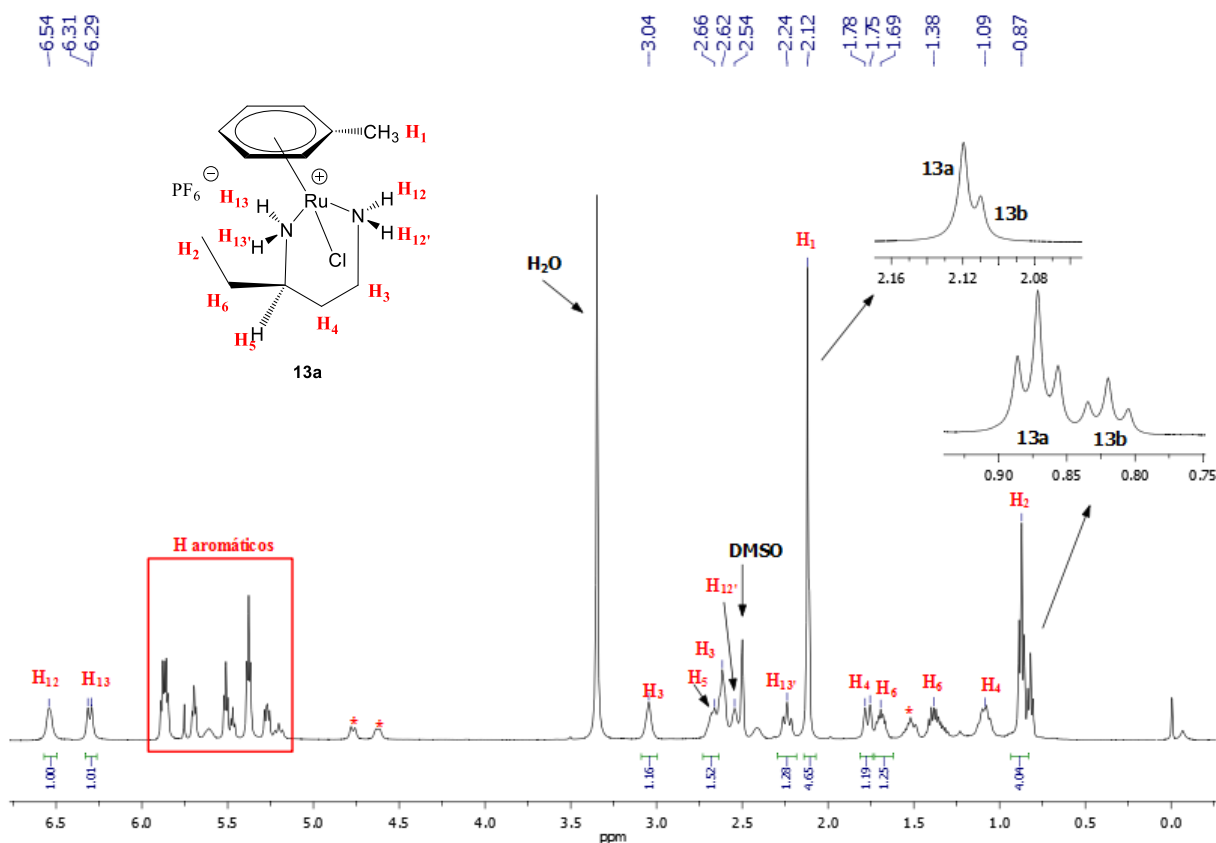 6.54 6.31 6.29 3.04 2.66 2.62 2.54 2.24 2.12 1.78 1.75 1.69 1.38 1.09 0.87
CH3 H1
PF6 ⊖
⊕
Ru
H13 H N H H12
H13' H N H H12'
Cl
H2
H6 H3
H H5 H4
13a
13a
13b
2.16 2.12 2.08
13a 13b
0.90 0.85 0.80 0.75
H2O
H1
DMSO
H2
H aromáticos
H12 H13 H3 H5 H3 H12' H13' H4 H6 H6 H4
* * *
1.00 1.01 1.16 1.52 1.28 4.65 1.19 1.25 4.04
6.5 6.0 5.5 5.0 4.5 4.0 3.5 3.0 2.5 2.0 1.5 1.0 0.5 0.0
ppm